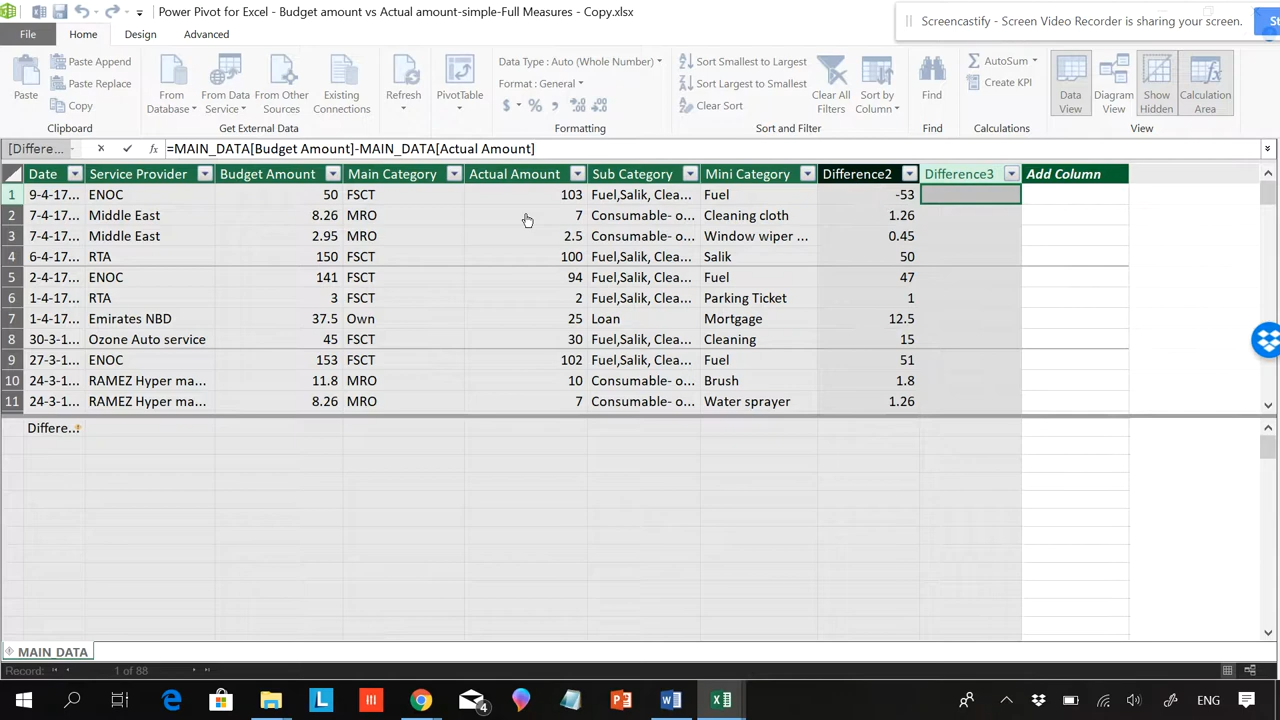 Power Pivot for Excel - Budget amount vs Actual amount-simple-Full Measures - Copy.xlsx
Screencastify - Screen Video Recorder is sharing your screen.
File Home Design Advanced
Paste
Paste Append
Paste Replace
Copy
Clipboard
From Database
From Data Service
From Other Sources
Existing Connections
Get External Data
Refresh
PivotTable
Data Type : Auto (Whole Number)
Format : General
$ % ,
Formatting
Sort Smallest to Largest
Sort Largest to Smallest
Clear Sort
Clear All Filters
Sort by Column
Sort and Filter
Find
Find
AutoSum
Create KPI
Calculations
Data View
Diagram View
Show Hidden
Calculation Area
View
[Differe... fx =MAIN_DATA[Budget Amount]-MAIN_DATA[Actual Amount]
Date Service Provider Budget Amount Main Category Actual Amount Sub Category Mini Category Difference2 Difference3 Add Column
1 9-4-17... ENOC 50 FSCT 103 Fuel,Salik, Clea... Fuel -53
2 7-4-17... Middle East 8.26 MRO 7 Consumable- o... Cleaning cloth 1.26
3 7-4-17... Middle East 2.95 MRO 2.5 Consumable- o... Window wiper ... 0.45
4 6-4-17... RTA 150 FSCT 100 Fuel,Salik, Clea... Salik 50
5 2-4-17... ENOC 141 FSCT 94 Fuel,Salik, Clea... Fuel 47
6 1-4-17... RTA 3 FSCT 2 Fuel,Salik, Clea... Parking Ticket 1
7 1-4-17... Emirates NBD 37.5 Own 25 Loan Mortgage 12.5
8 30-3-1... Ozone Auto service 45 FSCT 30 Fuel,Salik, Clea... Cleaning 15
9 27-3-1... ENOC 153 FSCT 102 Fuel,Salik, Clea... Fuel 51
10 24-3-1... RAMEZ Hyper ma... 11.8 MRO 10 Consumable- o... Brush 1.8
11 24-3-1... RAMEZ Hyper ma... 8.26 MRO 7 Consumable- o... Water sprayer 1.26
Differe...
MAIN_DATA
Record: 1 of 88
4 ENG